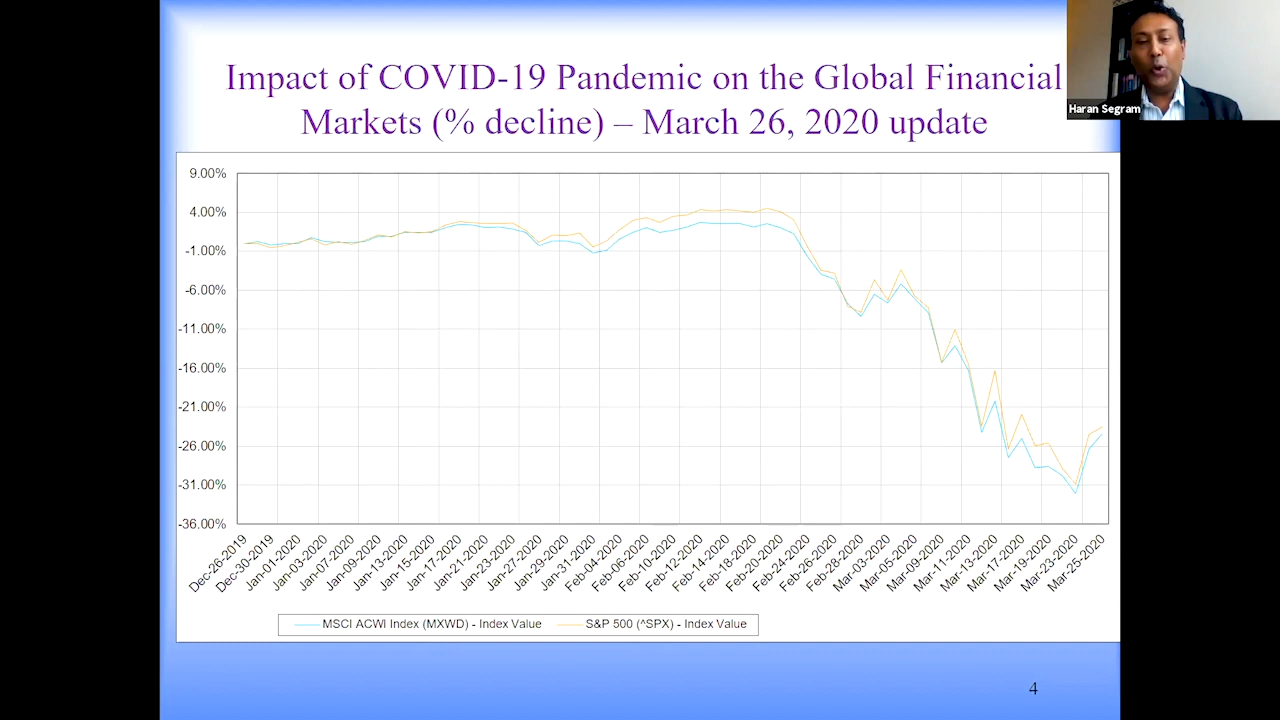 Impact of COVID-19 Pandemic on the Global Financial
Markets (% decline) – March 26, 2020 update
Haran Segram
9.00%
4.00%
-1.00%
-6.00%
-11.00%
-16.00%
-21.00%
-26.00%
-31.00%
-36.00%
Dec-26-2019
Dec-30-2019
Jan-01-2020
Jan-03-2020
Jan-07-2020
Jan-09-2020
Jan-13-2020
Jan-15-2020
Jan-17-2020
Jan-21-2020
Jan-23-2020
Jan-27-2020
Jan-29-2020
Jan-31-2020
Feb-04-2020
Feb-06-2020
Feb-10-2020
Feb-12-2020
Feb-14-2020
Feb-18-2020
Feb-20-2020
Feb-24-2020
Feb-26-2020
Feb-28-2020
Mar-03-2020
Mar-05-2020
Mar-09-2020
Mar-11-2020
Mar-13-2020
Mar-17-2020
Mar-19-2020
Mar-23-2020
Mar-25-2020
MSCI ACWI Index (MXWD) - Index Value
S&P 500 (^SPX) - Index Value
4